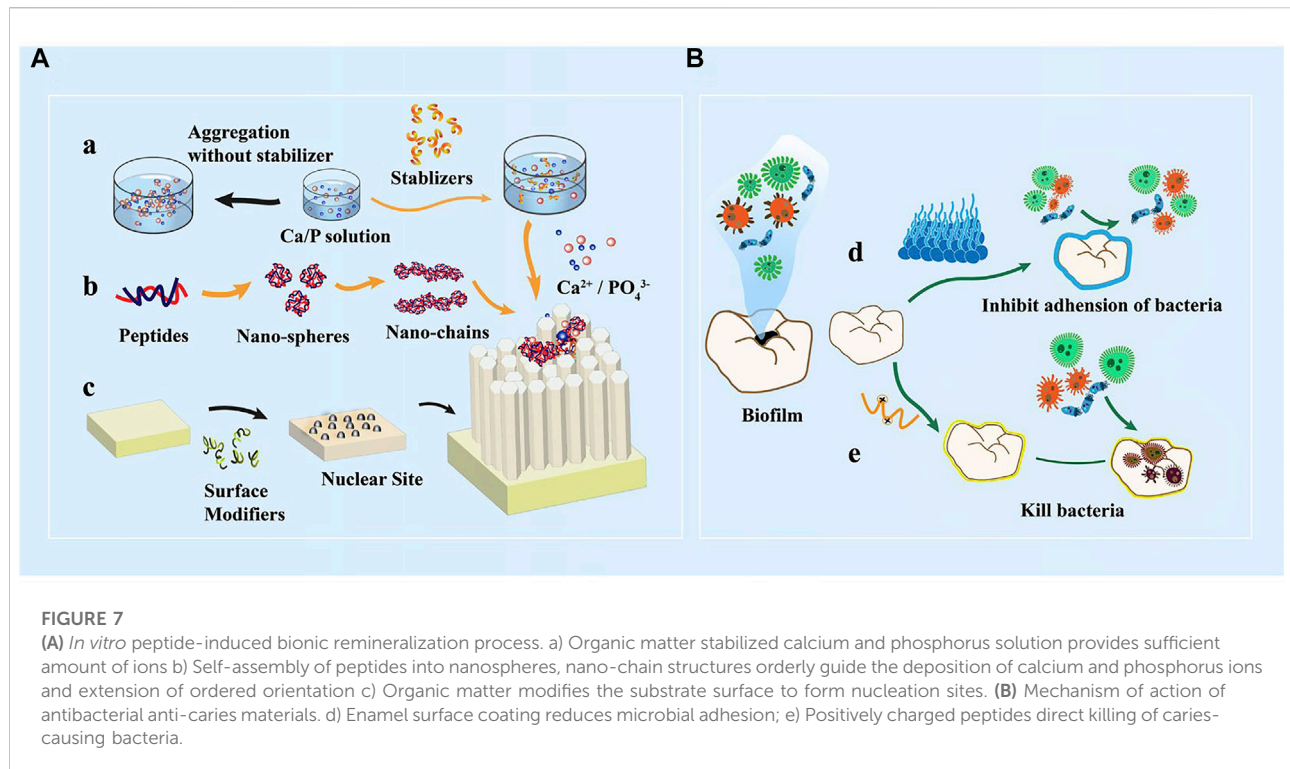 A
a
Aggregation
without stabilizer
Stablizers
Ca/P solution
Ca²⁺ / PO₄³⁻
b
Peptides
Nano-spheres
Nano-chains
c
Surface
Modifiers
Nuclear Site
B
Biofilm
d
Inhibit adhension of bacteria
e
Kill bacteria
FIGURE 7
(A) In vitro peptide-induced bionic remineralization process. a) Organic matter stabilized calcium and phosphorus solution provides sufficient
amount of ions b) Self-assembly of peptides into nanospheres, nano-chain structures orderly guide the deposition of calcium and phosphorus ions
and extension of ordered orientation c) Organic matter modifies the substrate surface to form nucleation sites. (B) Mechanism of action of
antibacterial anti-caries materials. d) Enamel surface coating reduces microbial adhesion; e) Positively charged peptides direct killing of caries-
causing bacteria.